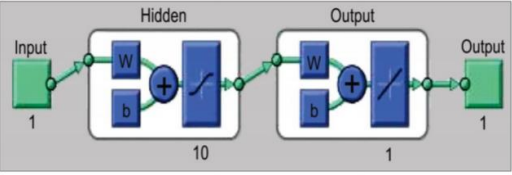 Hidden Output
Input Output
W W
+ +
b b
1 1
10 1